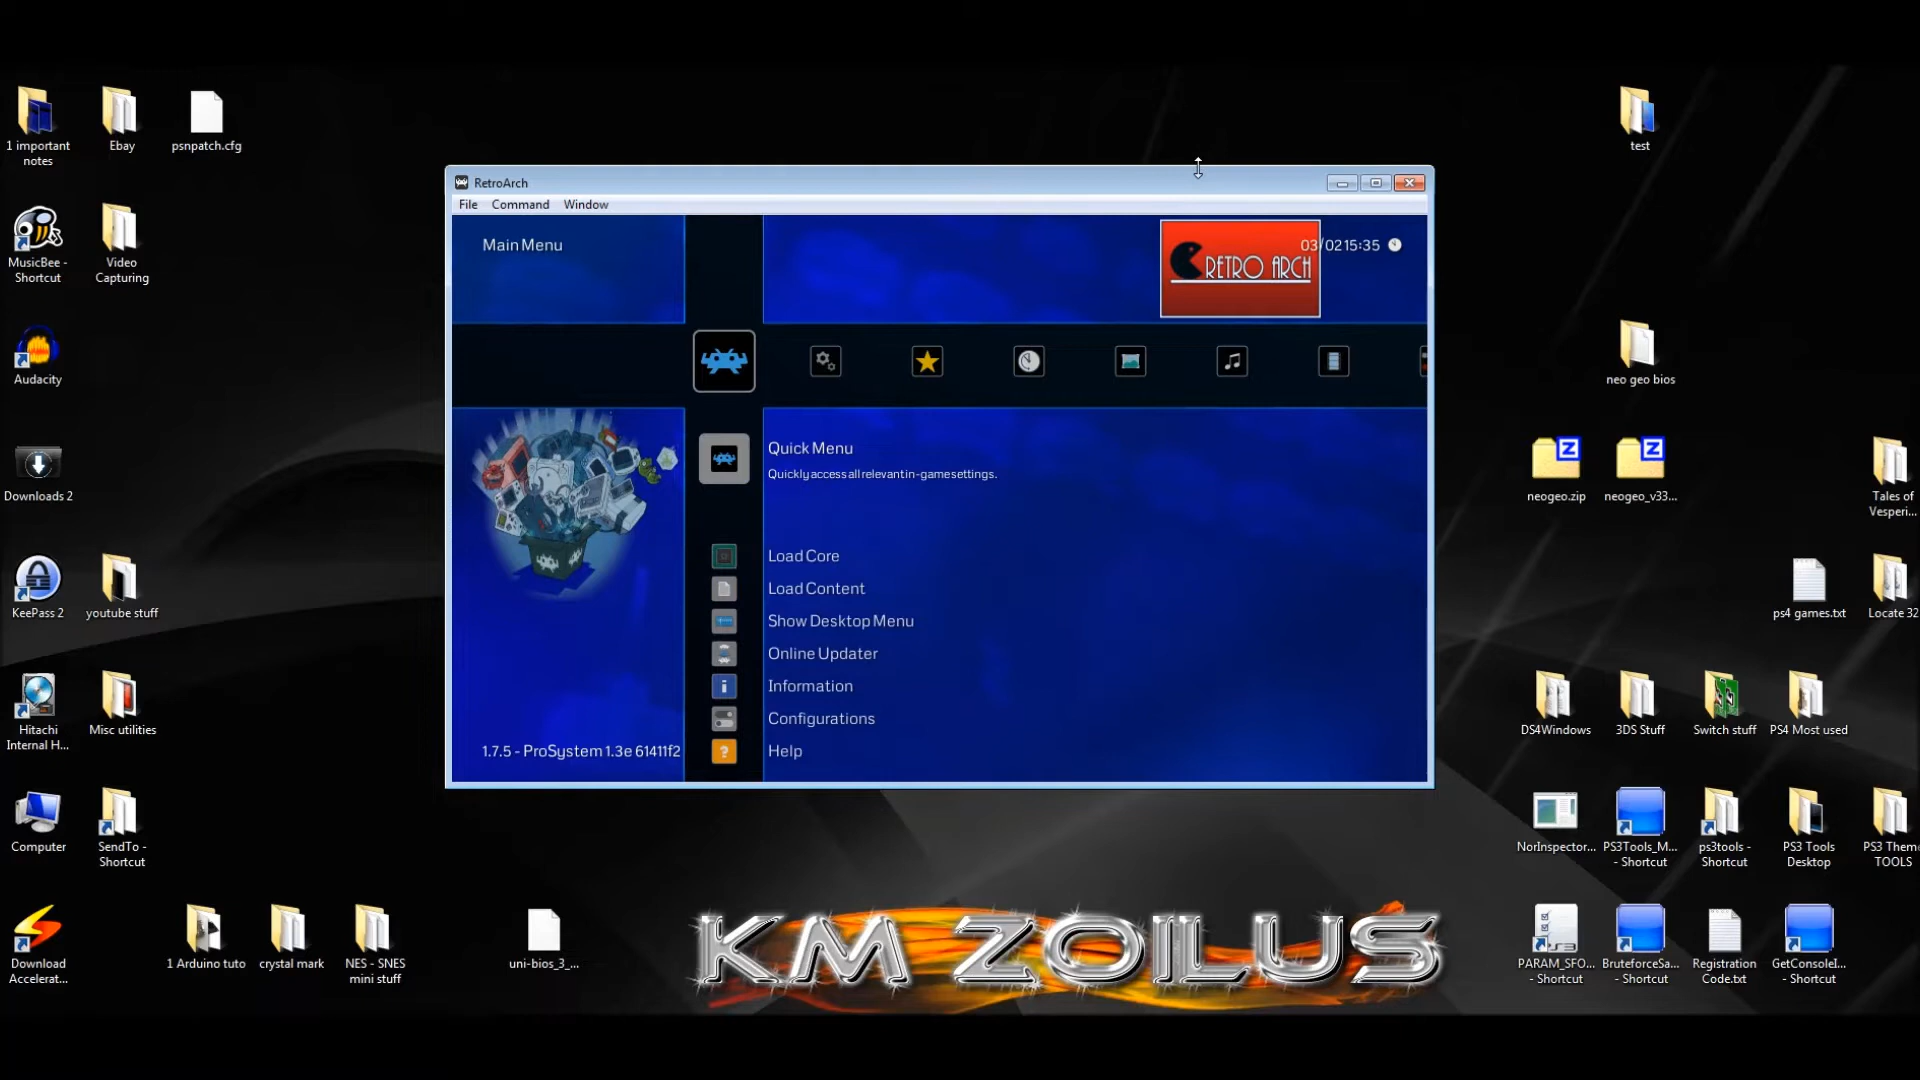 1 important
notes
Ebay
psnpatch.cfg
test
RetroArch
File Command Window
Main Menu
RETRO ARCH
03/02 15:35
MusicBee -
Shortcut
Video
Capturing
Audacity
neo geo bios
Quick Menu
Quickly access all relevant in-game settings.
Downloads 2
neogeo.zip
neogeo_v33...
Tales of
Vesperi...
Load Core
Load Content
Show Desktop Menu
Online Updater
Information
Configurations
Help
1.7.5 - ProSystem 1.3e 61411f2
KeePass 2
youtube stuff
ps4 games.txt
Locate 32
Hitachi
Internal H...
Misc utilities
DS4Windows
3DS Stuff
Switch stuff
PS4 Most used
Computer
SendTo -
Shortcut
NorInspector...
PS3Tools_M...
- Shortcut
ps3tools -
Shortcut
PS3 Tools
Desktop
PS3 Them
TOOLS
Download
Accelerat...
1 Arduino tuto
crystal mark
NES - SNES
mini stuff
uni-bios_3_...
KM ZOILUS
PS3
PARAM_SFO...
- Shortcut
BruteforceSa...
- Shortcut
Registration
Code.txt
GetConsoleI...
- Shortcut